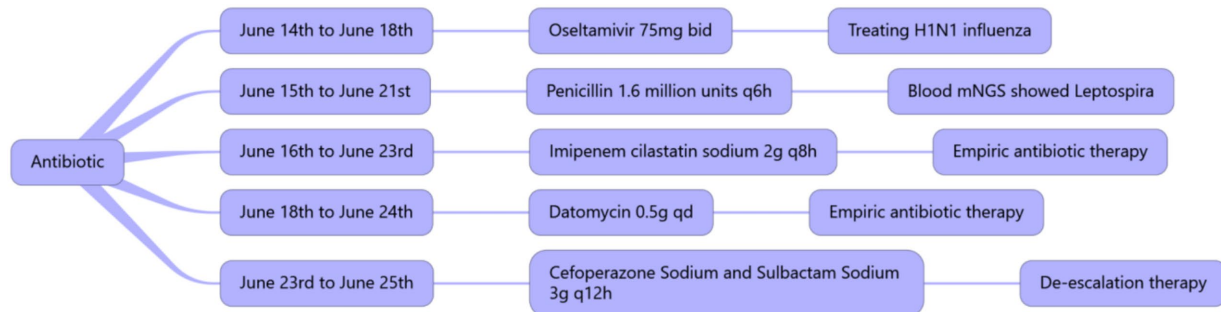 June 14th to June 18th
Oseltamivir 75mg bid
Treating H1N1 influenza
June 15th to June 21st
Penicillin 1.6 million units q6h
Blood mNGS showed Leptospira
Antibiotic
June 16th to June 23rd
Imipenem cilastatin sodium 2g q8h
Empiric antibiotic therapy
June 18th to June 24th
Datomycin 0.5g qd
Empiric antibiotic therapy
June 23rd to June 25th
Cefoperazone Sodium and Sulbactam Sodium
3g q12h
De-escalation therapy